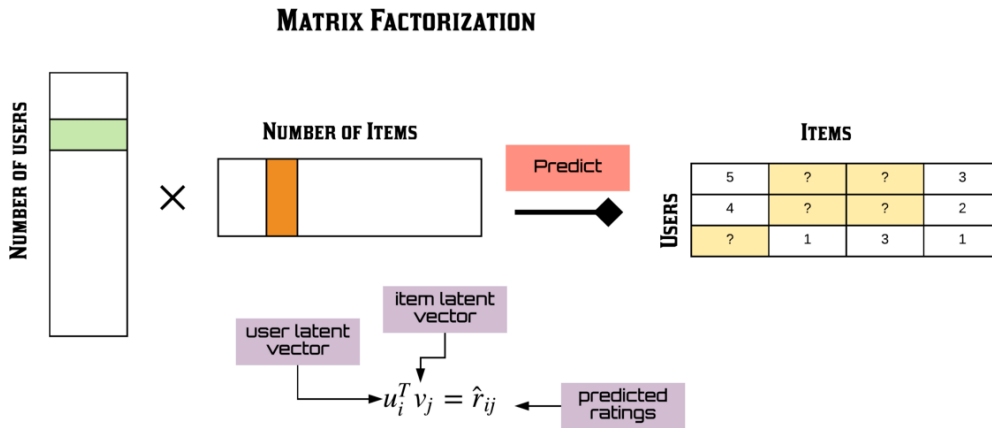 MATRIX FACTORIZATION
NUMBER OF USERS
×
NUMBER OF ITEMS
Predict
ITEMS
USERS
5 ? ? 3
4 ? ? 2
? 1 3 1
user latent
vector
item latent
vector
u_i^T v_j = r̂_ij
predicted
ratings